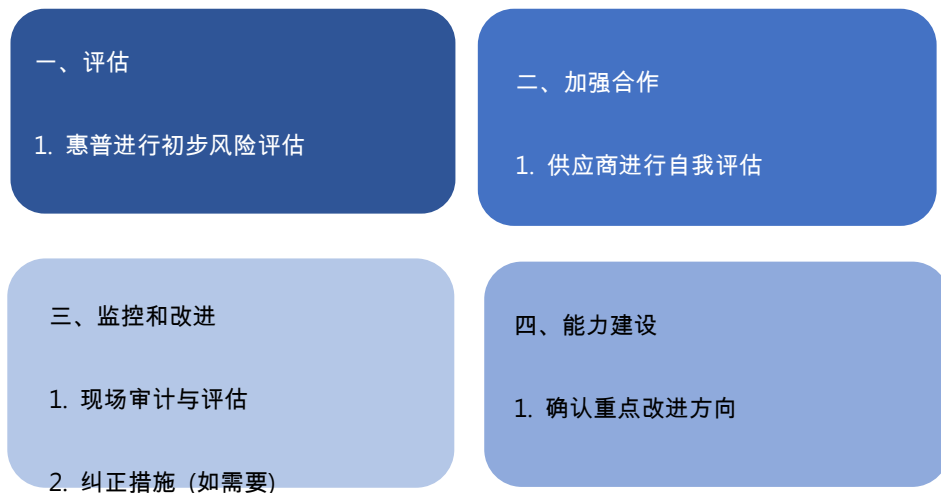 一、评估
1. 惠普进行初步风险评估
二、加强合作
1. 供应商进行自我评估
三、监控和改进
1. 现场审计与评估
2. 纠正措施 (如需要)
四、能力建设
1. 确认重点改进方向